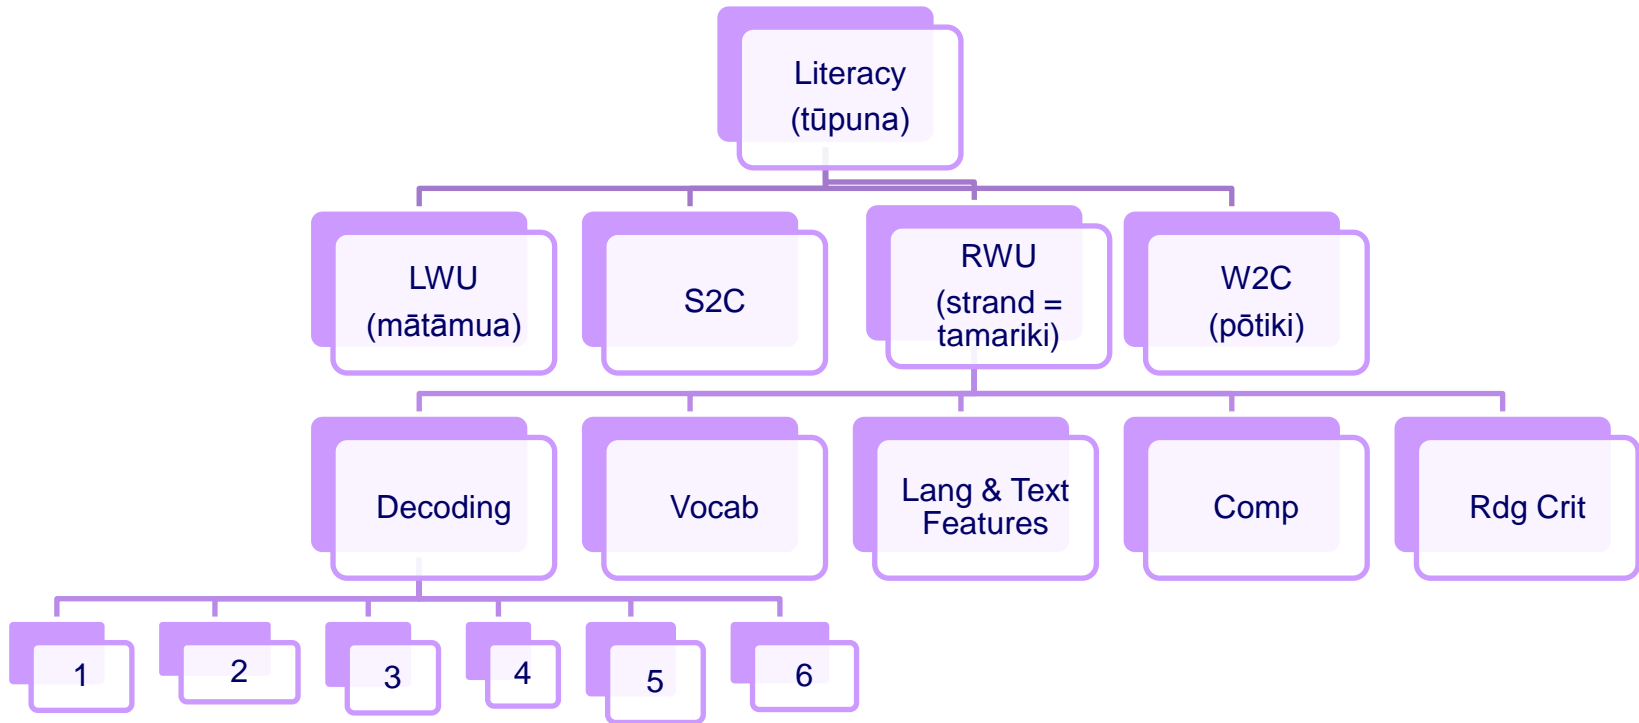 Literacy
(tūpuna)
LWU
(mātāmua)
S2C
RWU
(strand =
tamariki)
W2C
(pōtiki)
Decoding
Vocab
Lang & Text
Features
Comp
Rdg Crit
1
2
3
4
5
6